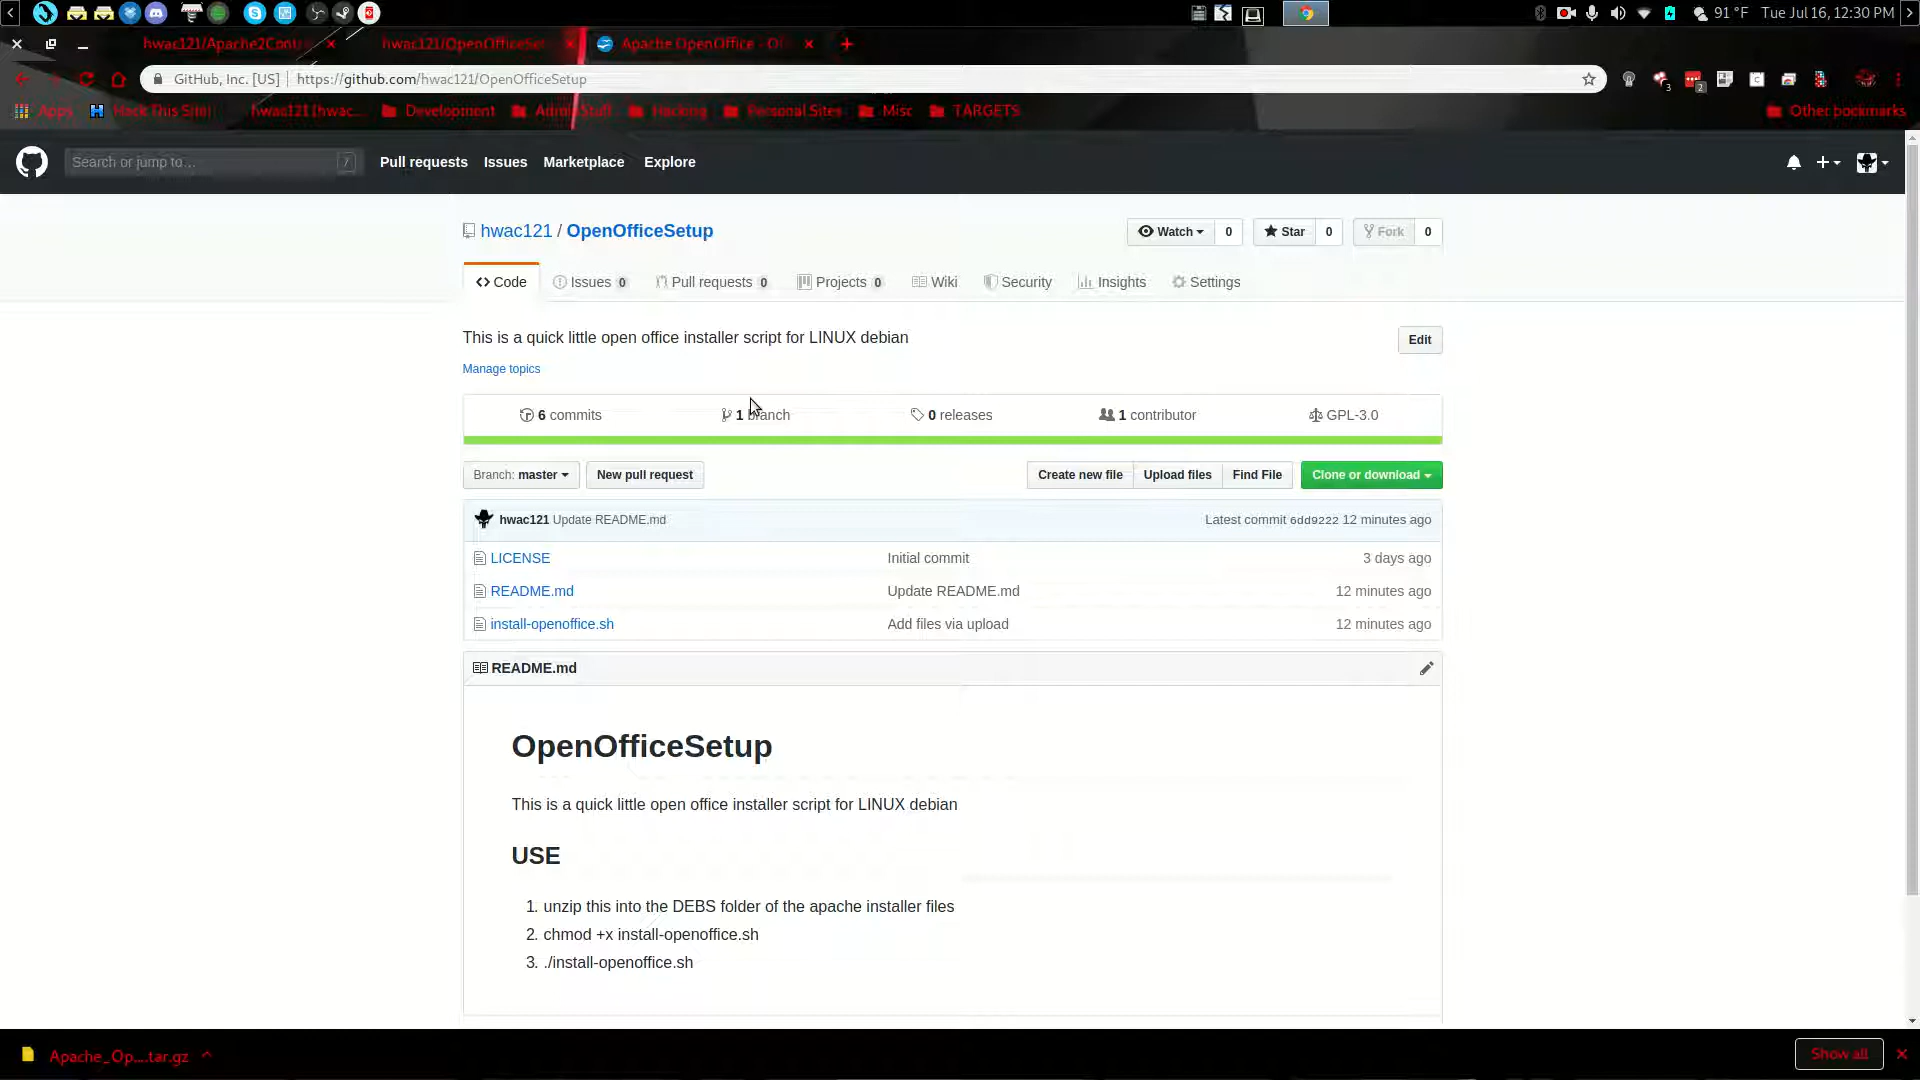 91 °F Tue Jul 16, 12:30 PM
hwac121/Apache2Cont
hwac121/OpenOfficeSet
Apache OpenOffice - Of
GitHub, Inc. [US] https://github.com/hwac121/OpenOfficeSetup
3
2
Apps
Hack This Site!
hwac121 (hwac...
Development
Admin Stuff
Hacking
Personal Sites
Misc
TARGETS
Other bookmarks
Search or jump to... /
Pull requests Issues Marketplace Explore
hwac121 / OpenOfficeSetup
Watch 0 Star 0 Fork 0
Code Issues 0 Pull requests 0 Projects 0 Wiki Security Insights Settings
This is a quick little open office installer script for LINUX debian
Edit
Manage topics
6 commits 1 branch 0 releases 1 contributor GPL-3.0
Branch: master New pull request Create new file Upload files Find File Clone or download
hwac121 Update README.md Latest commit 6dd9222 12 minutes ago
LICENSE Initial commit 3 days ago
README.md Update README.md 12 minutes ago
install-openoffice.sh Add files via upload 12 minutes ago
README.md
OpenOfficeSetup
This is a quick little open office installer script for LINUX debian
USE
1. unzip this into the DEBS folder of the apache installer files
2. chmod +x install-openoffice.sh
3. ./install-openoffice.sh
Apache_Op....tar.gz
Show all